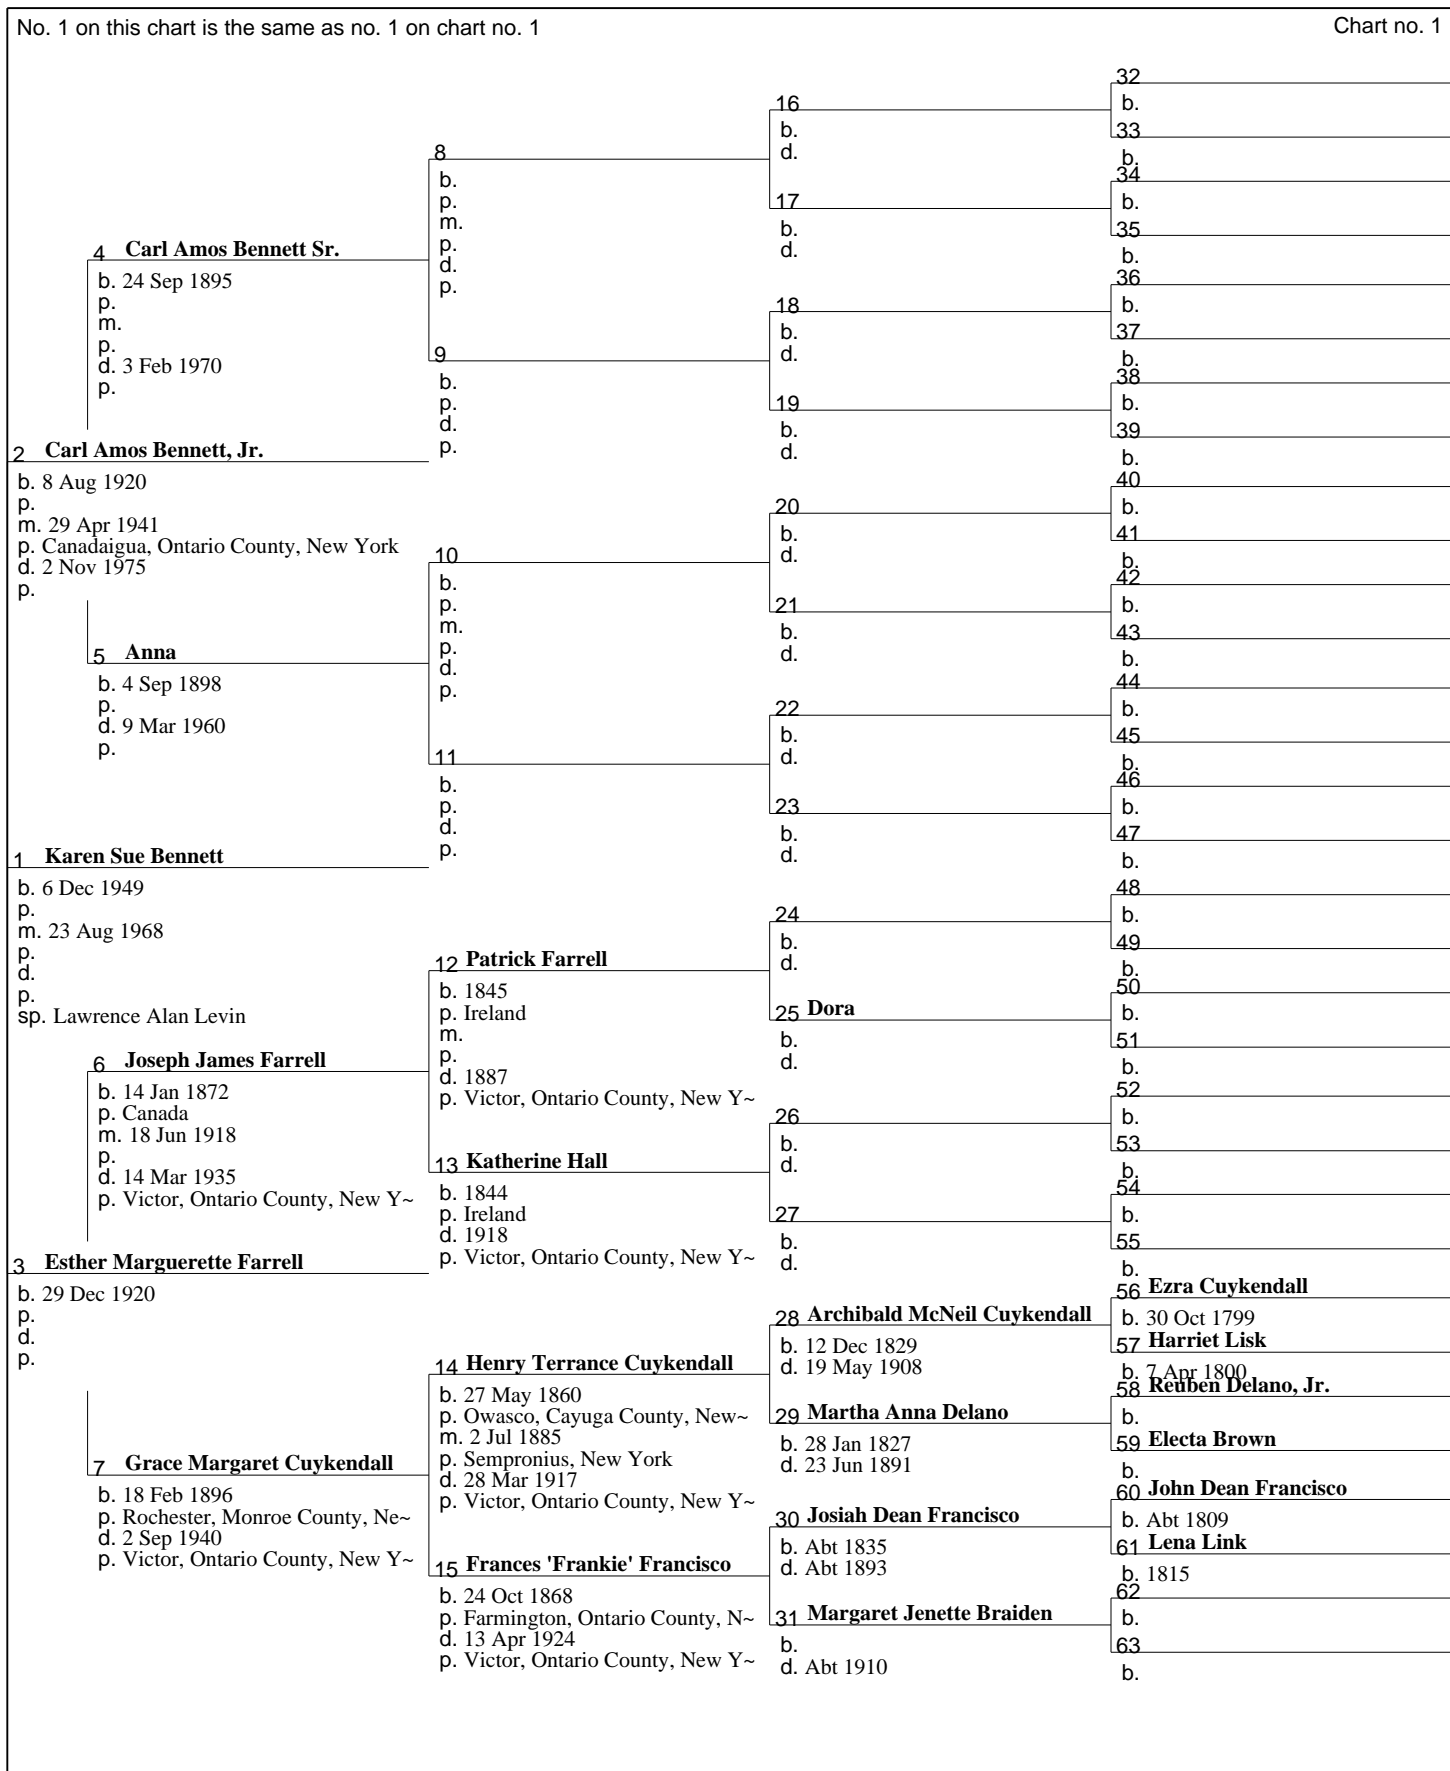 No. 1 on this chart is the same as no. 1 on chart no. 1
Chart no. 1
4 Carl Amos Bennett Sr.
b. 24 Sep 1895
p.
m.
p.
d. 3 Feb 1970
p.
2 Carl Amos Bennett, Jr.
b. 8 Aug 1920
p.
m. 29 Apr 1941
p. Canadaigua, Ontario County, New York
d. 2 Nov 1975
p.
5 Anna
b. 4 Sep 1898
p.
d. 9 Mar 1960
p.
1 Karen Sue Bennett
b. 6 Dec 1949
p.
m. 23 Aug 1968
p.
d.
p.
sp. Lawrence Alan Levin
6 Joseph James Farrell
b. 14 Jan 1872
p. Canada
m. 18 Jun 1918
p.
d. 14 Mar 1935
p. Victor, Ontario County, New Y~
3 Esther Marguerette Farrell
b. 29 Dec 1920
p.
d.
p.
7 Grace Margaret Cuykendall
b. 18 Feb 1896
p. Rochester, Monroe County, Ne~
d. 2 Sep 1940
p. Victor, Ontario County, New Y~
8
b.
p.
m.
p.
d.
p.
9
b.
p.
d.
p.
10
b.
p.
m.
p.
d.
p.
11
b.
p.
d.
p.
12 Patrick Farrell
b. 1845
p. Ireland
m.
p.
d. 1887
p. Victor, Ontario County, New Y~
13 Katherine Hall
b. 1844
p. Ireland
d. 1918
p. Victor, Ontario County, New Y~
14 Henry Terrance Cuykendall
b. 27 May 1860
p. Owasco, Cayuga County, New~
m. 2 Jul 1885
p. Sempronius, New York
d. 28 Mar 1917
p. Victor, Ontario County, New Y~
15 Frances 'Frankie' Francisco
b. 24 Oct 1868
p. Farmington, Ontario County, N~
d. 13 Apr 1924
p. Victor, Ontario County, New Y~
16
b.
d.
17
b.
d.
18
b.
d.
19
b.
d.
20
b.
d.
21
b.
d.
22
b.
d.
23
b.
d.
24
b.
d.
25 Dora
b.
d.
26
b.
d.
27
b.
d.
28 Archibald McNeil Cuykendall
b. 12 Dec 1829
d. 19 May 1908
29 Martha Anna Delano
b. 28 Jan 1827
d. 23 Jun 1891
30 Josiah Dean Francisco
b. Abt 1835
d. Abt 1893
31 Margaret Jenette Braiden
b.
d. Abt 1910
32
b.
33
b.
34
b.
35
b.
36
b.
37
b.
38
b.
39
b.
40
b.
41
b.
42
b.
43
b.
44
b.
45
b.
46
b.
47
b.
48
b.
49
b.
50
b.
51
b.
52
b.
53
b.
54
b.
55
b.
56 Ezra Cuykendall
b. 30 Oct 1799
57 Harriet Lisk
b. 7 Apr 1800
58 Reuben Delano, Jr.
b.
59 Electa Brown
b.
60 John Dean Francisco
b. Abt 1809
61 Lena Link
b. 1815
62
b.
63
b.